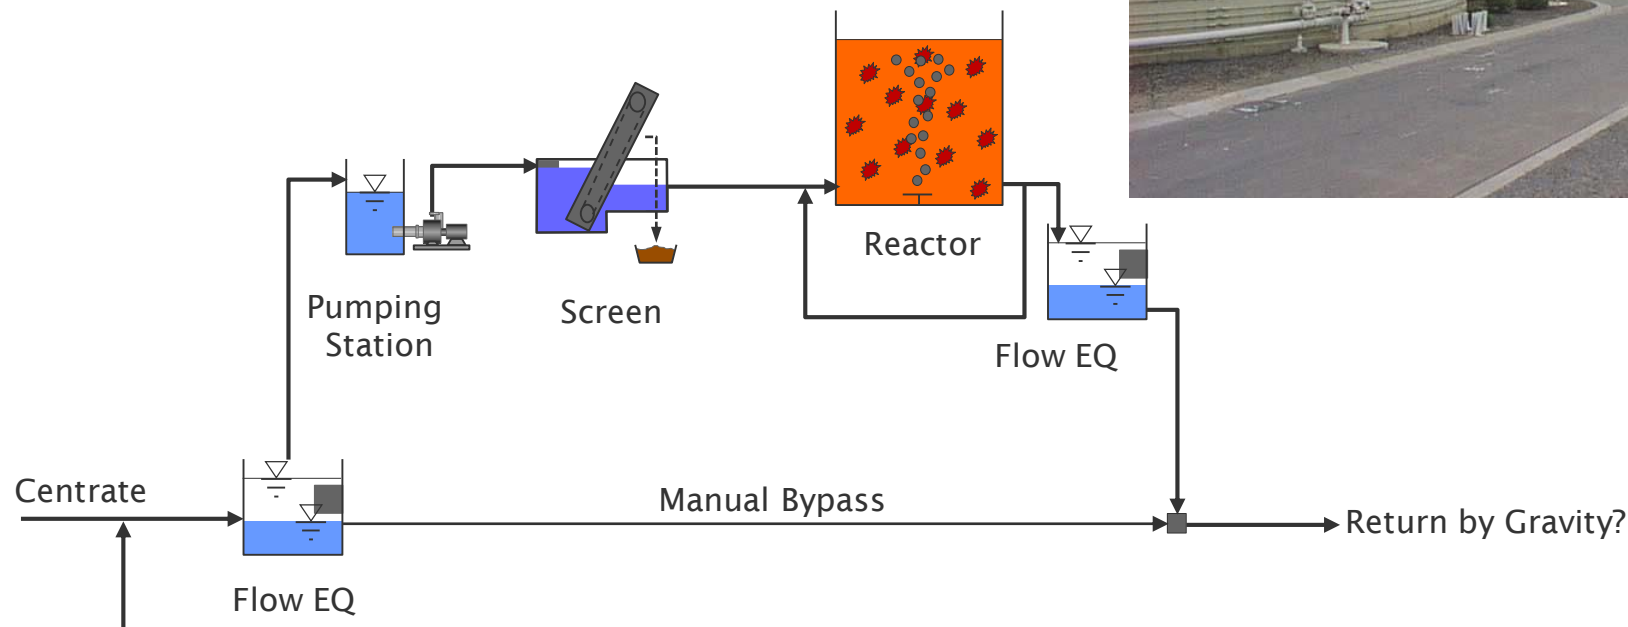 Reactor
Pumping
Station
Screen
Flow EQ
Centrate
Manual Bypass
Return by Gravity?
Flow EQ